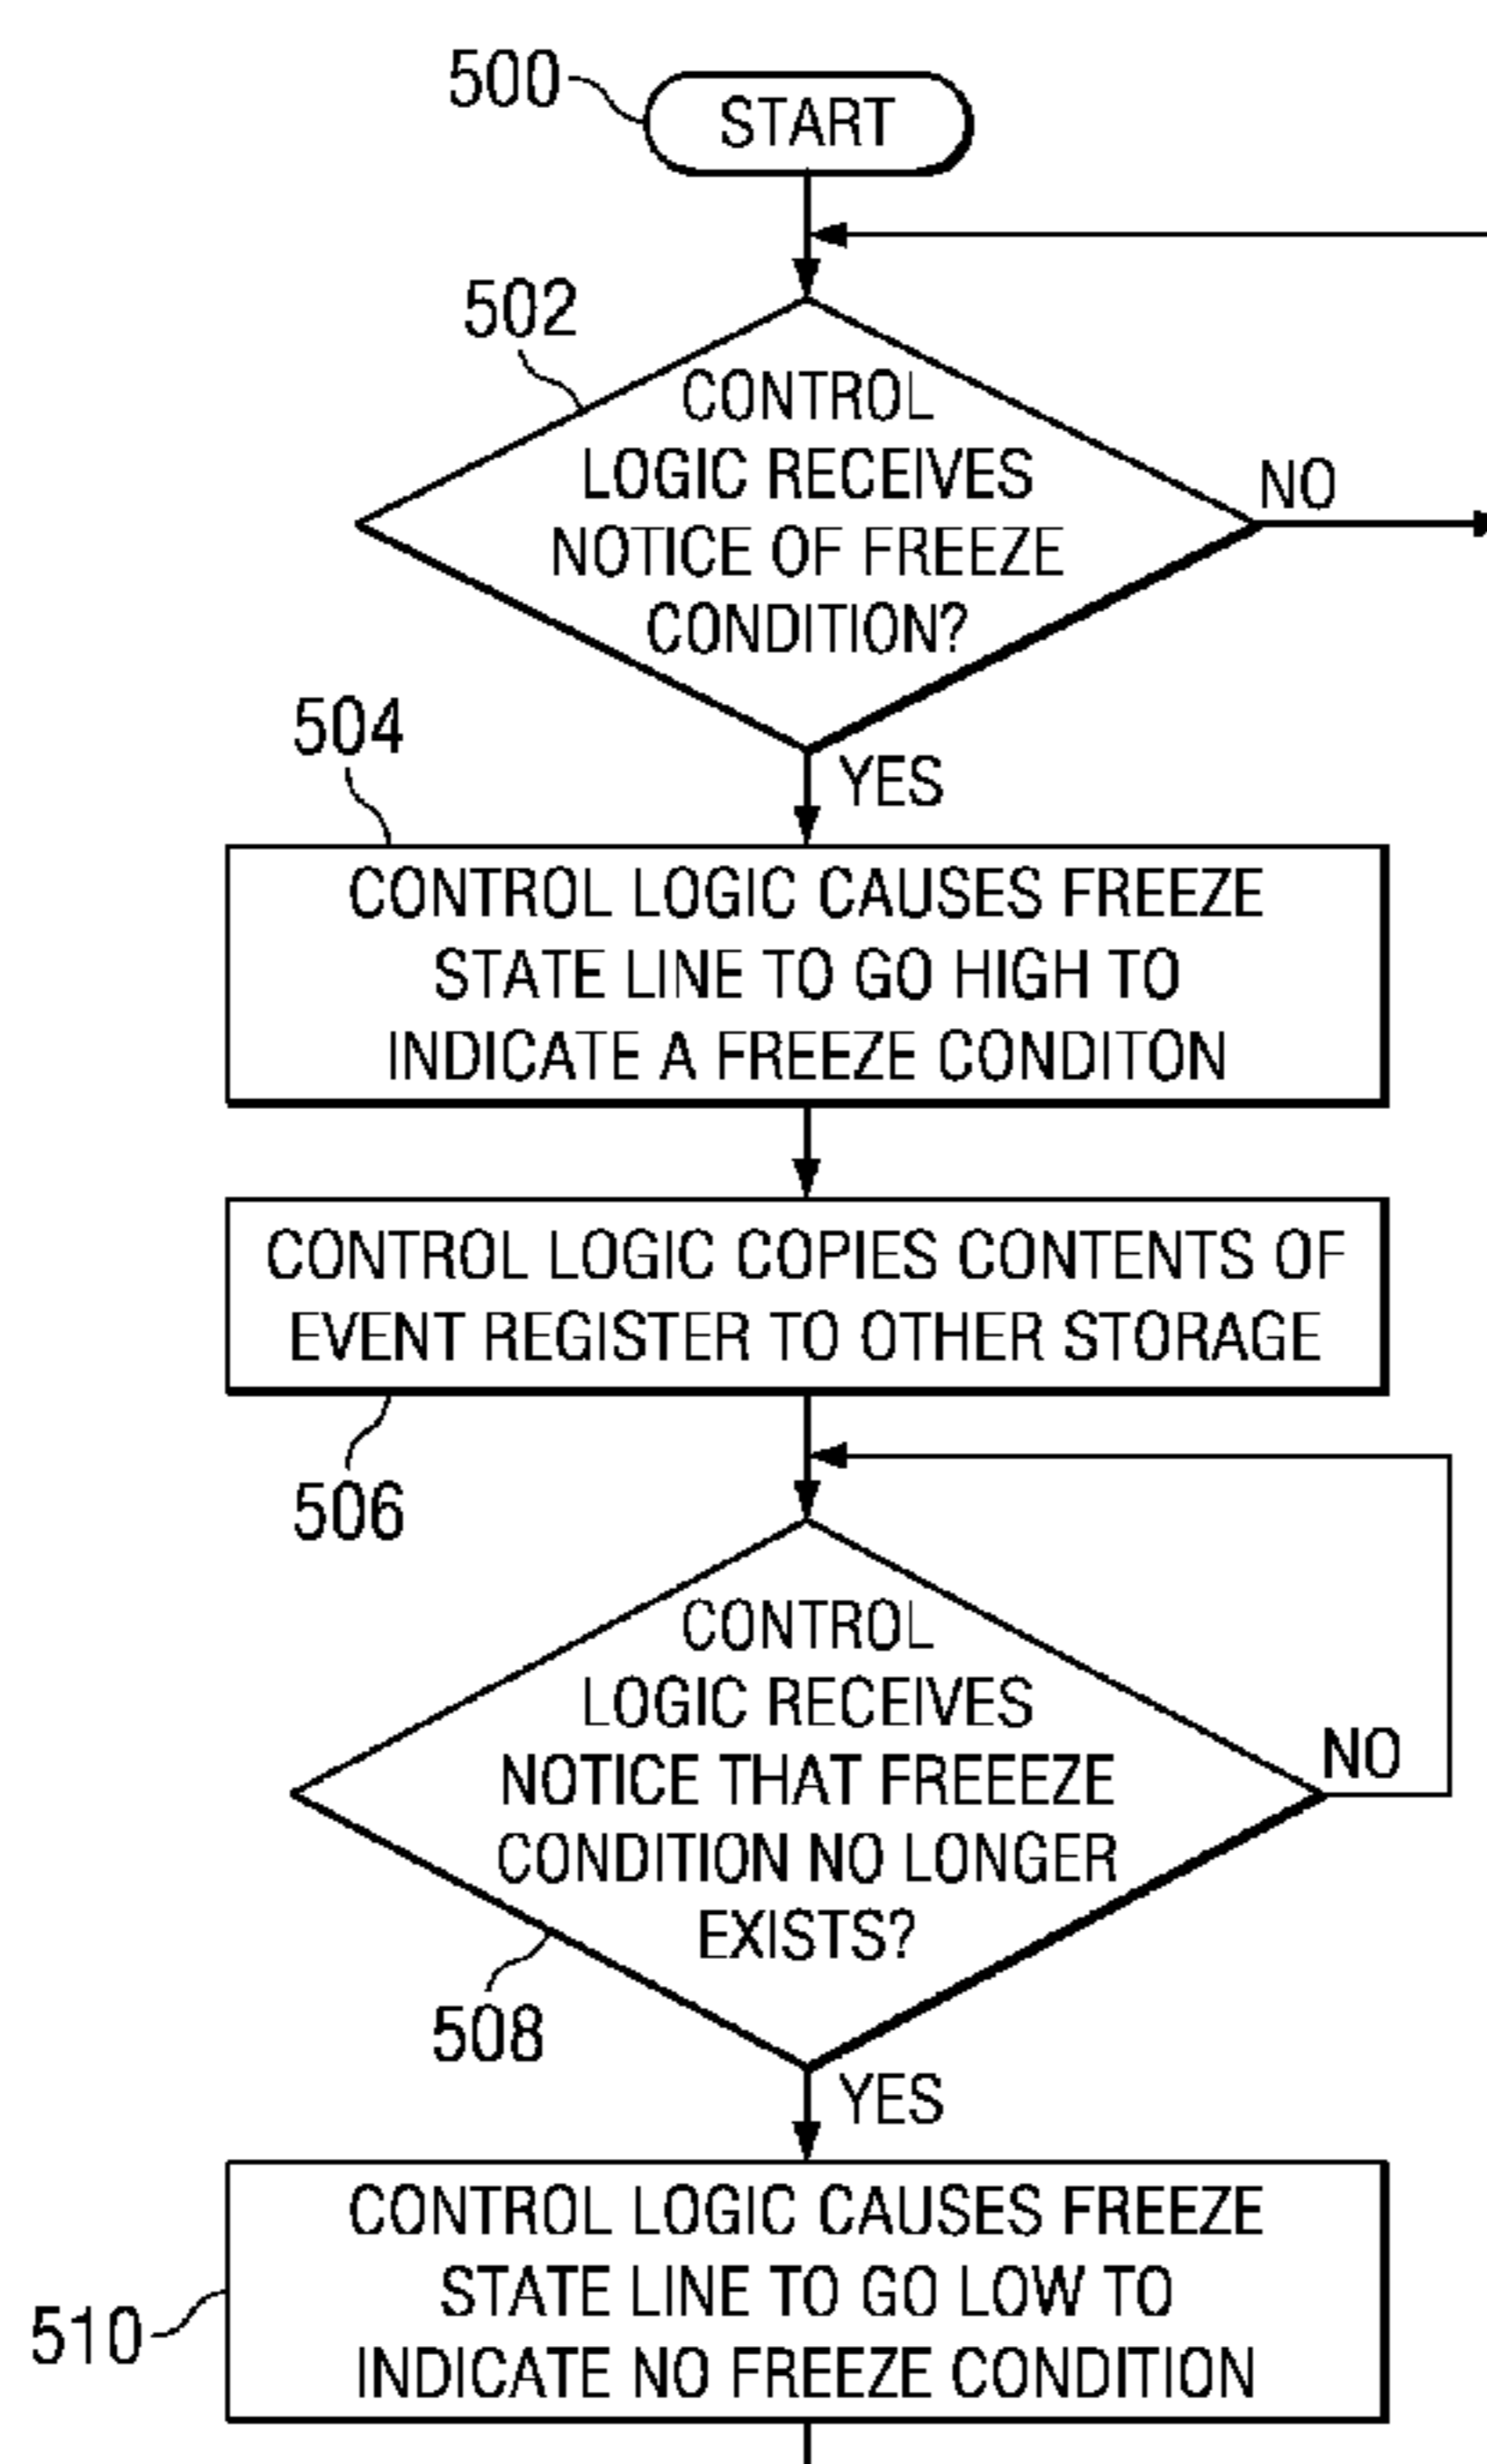 500
START
502
CONTROL
LOGIC RECEIVES
NOTICE OF FREEZE
CONDITION?
NO
YES
504
CONTROL LOGIC CAUSES FREEZE
STATE LINE TO GO HIGH TO
INDICATE A FREEZE CONDITON
CONTROL LOGIC COPIES CONTENTS OF
EVENT REGISTER TO OTHER STORAGE
506
CONTROL
LOGIC RECEIVES
NOTICE THAT FREEEZE
CONDITION NO LONGER
EXISTS?
NO
508
YES
CONTROL LOGIC CAUSES FREEZE
STATE LINE TO GO LOW TO
INDICATE NO FREEZE CONDITION
510